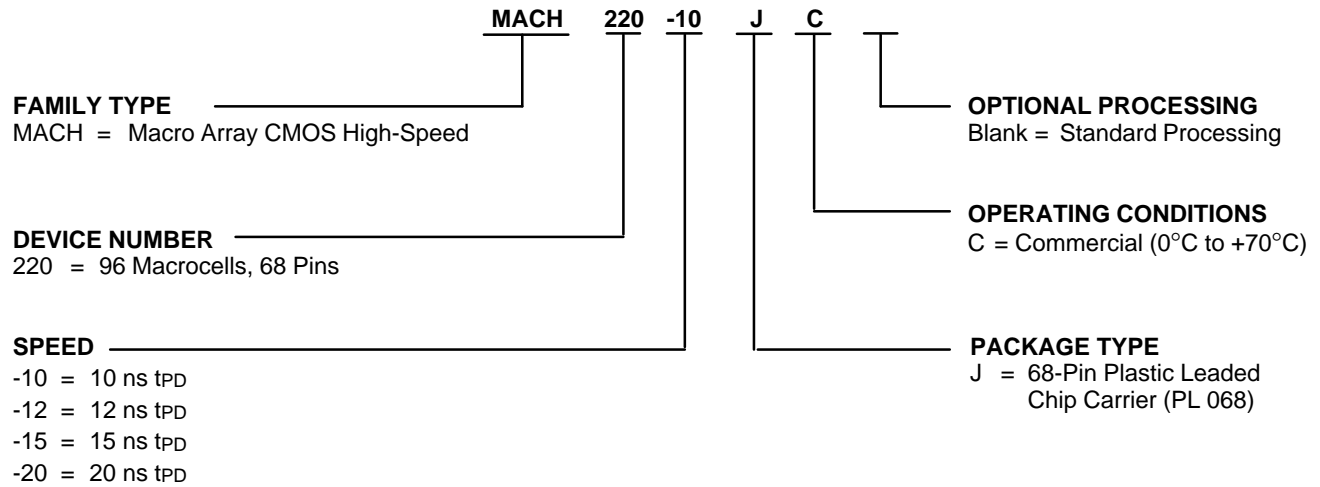 MACH 220 -10 J C
FAMILY TYPE
MACH = Macro Array CMOS High-Speed
DEVICE NUMBER
220 = 96 Macrocells, 68 Pins
SPEED
-10 = 10 ns tPD
-12 = 12 ns tPD
-15 = 15 ns tPD
-20 = 20 ns tPD
OPTIONAL PROCESSING
Blank = Standard Processing
OPERATING CONDITIONS
C = Commercial (0°C to +70°C)
PACKAGE TYPE
J = 68-Pin Plastic Leaded
Chip Carrier (PL 068)